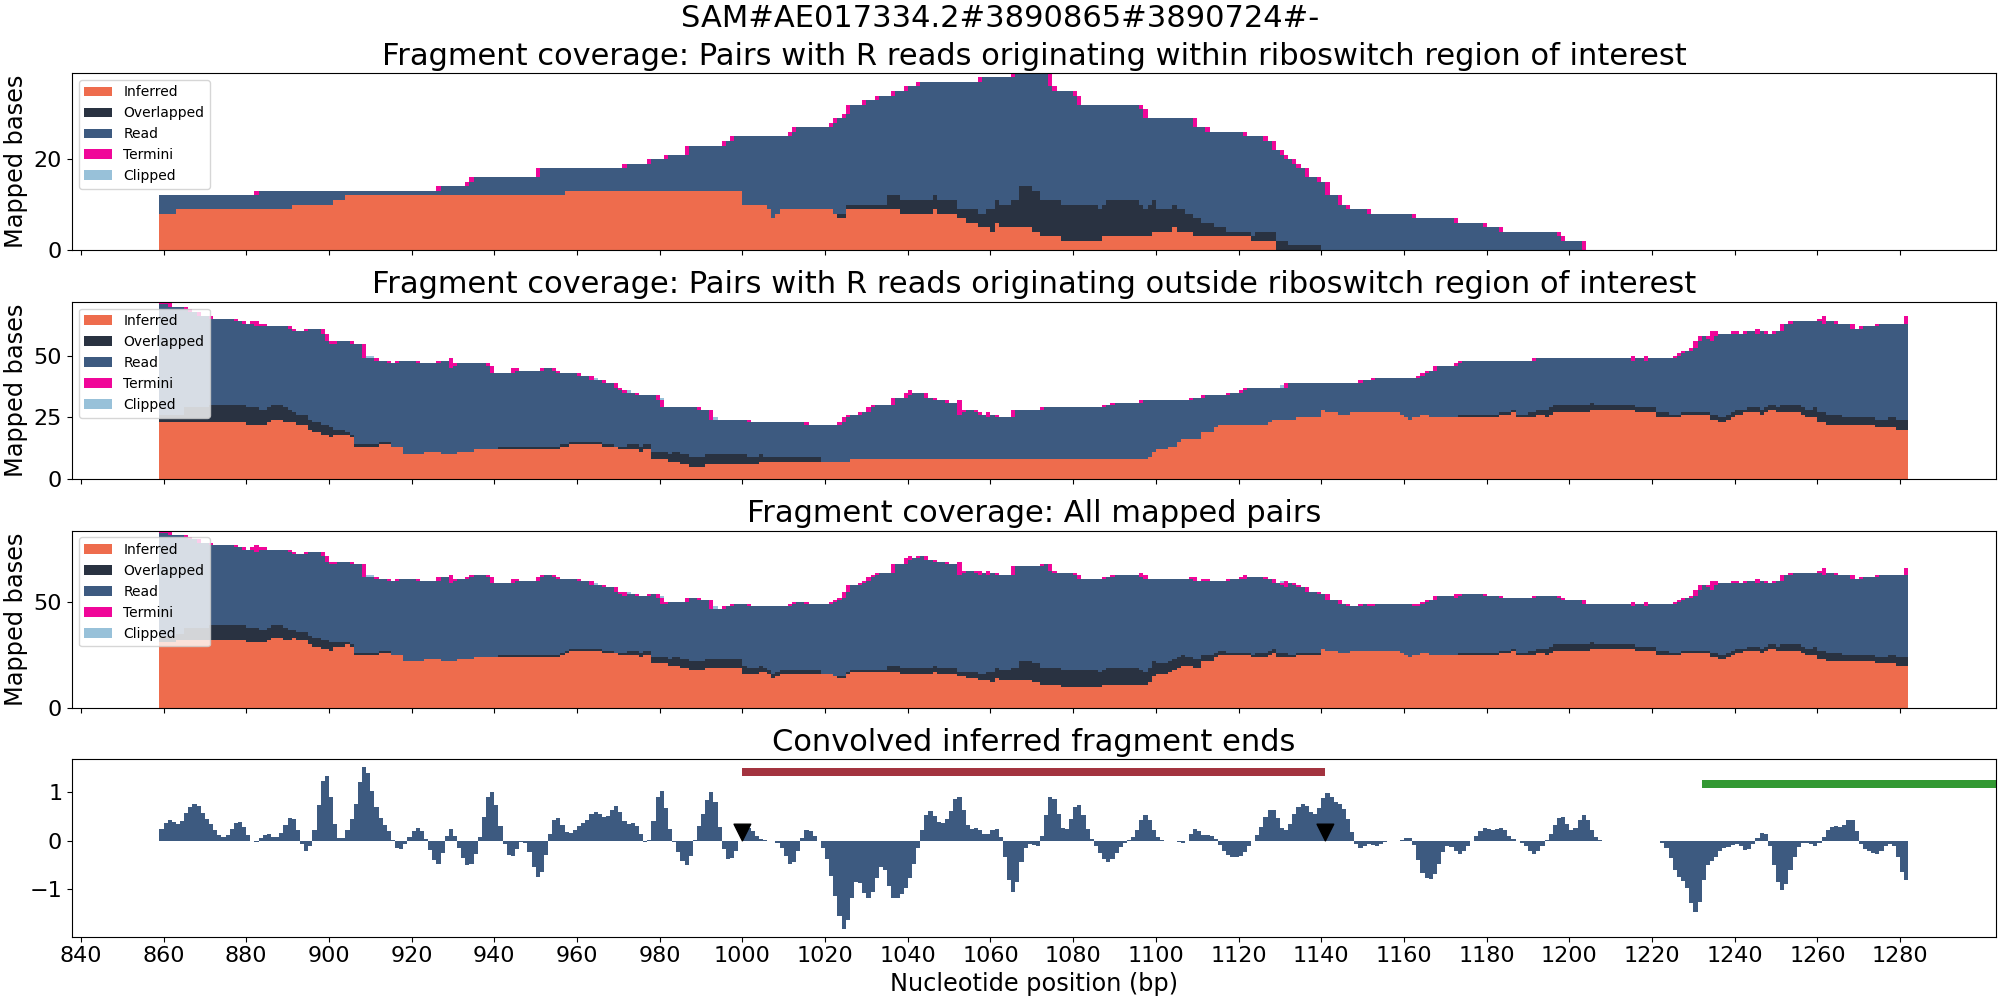 SAM#AE017334.2#3890865#3890724#-
Fragment coverage: Pairs with R reads originating within riboswitch region of interest
Mapped bases
20
0
Inferred
Overlapped
Read
Termini
Clipped
Fragment coverage: Pairs with R reads originating outside riboswitch region of interest
Mapped bases
50
25
0
Inferred
Overlapped
Read
Termini
Clipped
Fragment coverage: All mapped pairs
Mapped bases
50
0
Inferred
Overlapped
Read
Termini
Clipped
Convolved inferred fragment ends
1
0
−1
840 860 880 900 920 940 960 980 1000 1020 1040 1060 1080 1100 1120 1140 1160 1180 1200 1220 1240 1260 1280
Nucleotide position (bp)